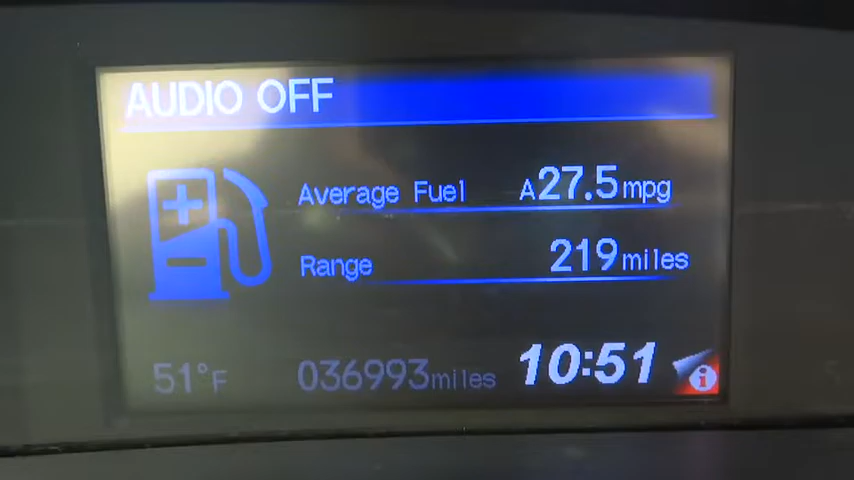 AUDIO OFF
Average Fuel A27.5mpg
Range 219miles
51°F 036993miles 10:51 i